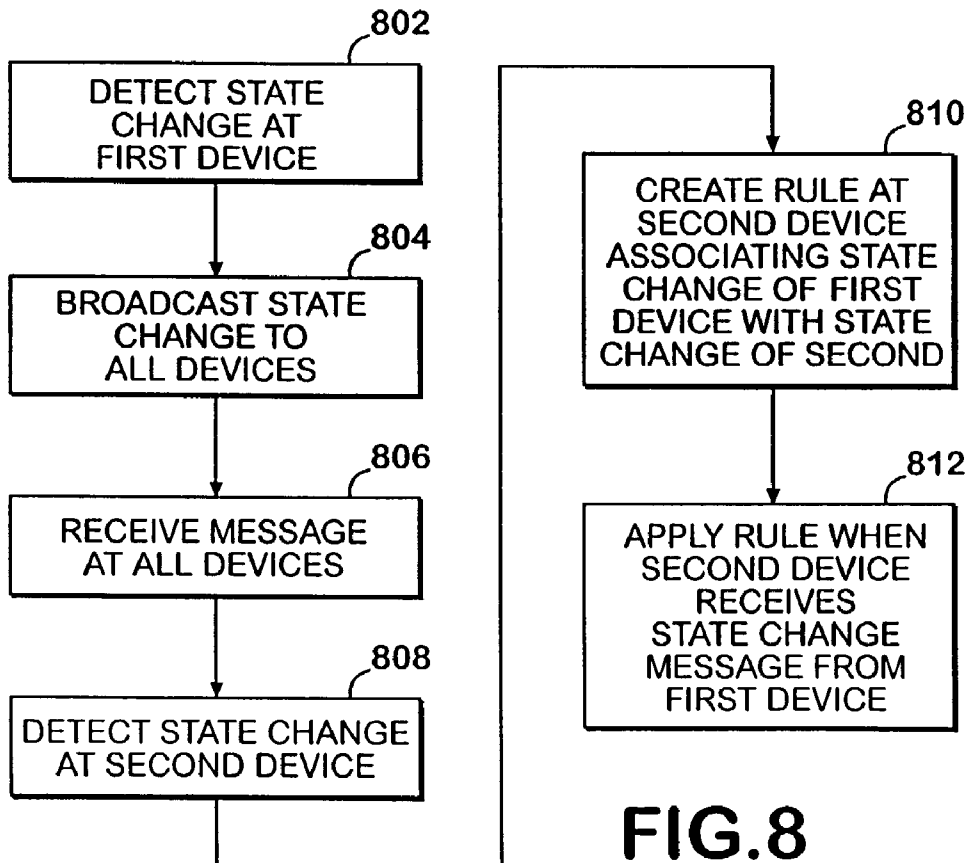 802
DETECT STATE
CHANGE AT
FIRST DEVICE
804
BROADCAST STATE
CHANGE TO
ALL DEVICES
806
RECEIVE MESSAGE
AT ALL DEVICES
808
DETECT STATE CHANGE
AT SECOND DEVICE
810
CREATE RULE AT
SECOND DEVICE
ASSOCIATING STATE
CHANGE OF FIRST
DEVICE WITH STATE
CHANGE OF SECOND
812
APPLY RULE WHEN
SECOND DEVICE
RECEIVES
STATE CHANGE
MESSAGE FROM
FIRST DEVICE
FIG.8